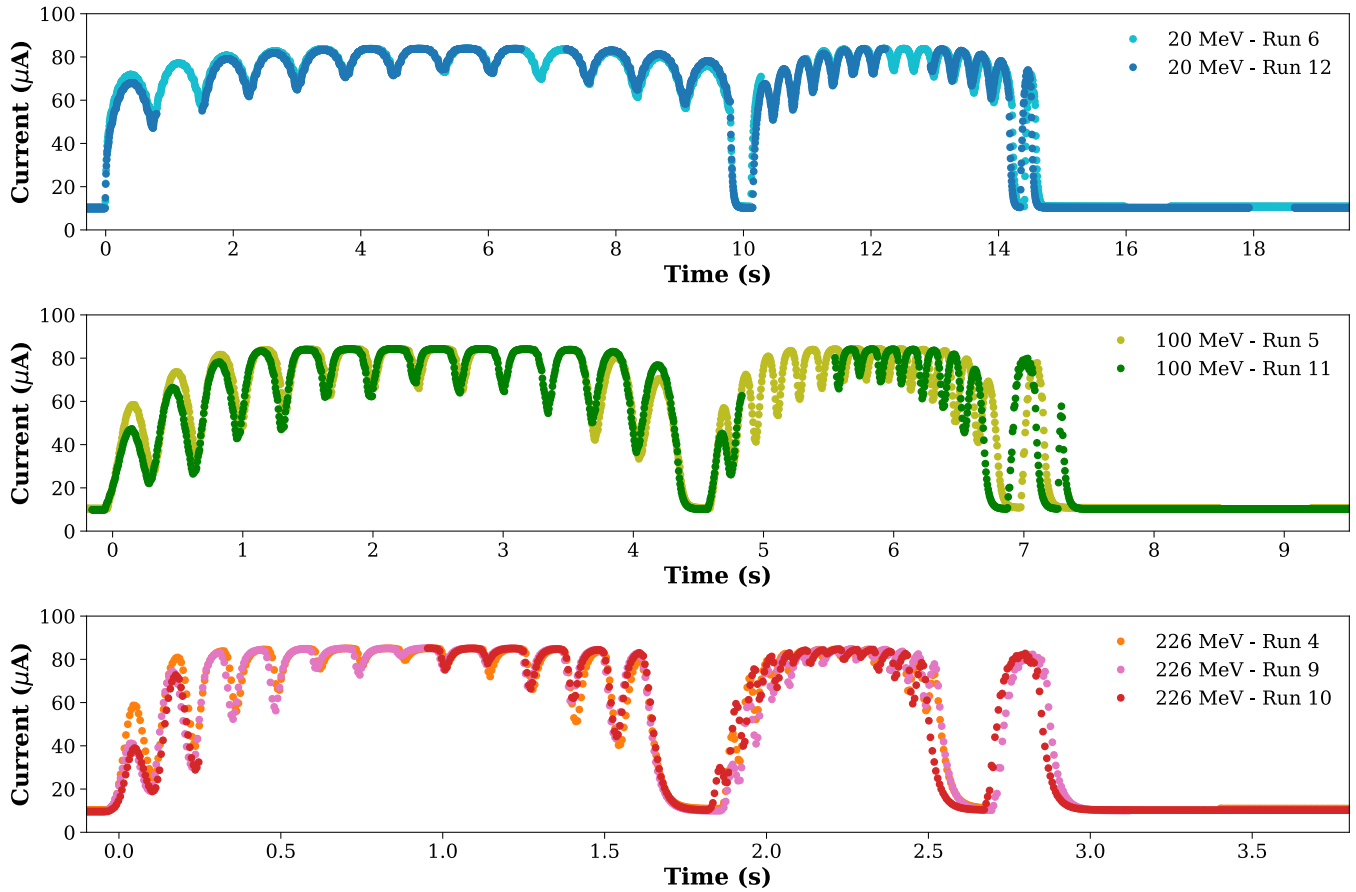 100
80
60
40
20
0
Current (μA)
20 MeV - Run 6
20 MeV - Run 12
0 2 4 6 8 10 12 14 16 18
Time (s)
100
80
60
40
20
0
Current (μA)
100 MeV - Run 5
100 MeV - Run 11
0 1 2 3 4 5 6 7 8 9
Time (s)
100
80
60
40
20
0
Current (μA)
226 MeV - Run 4
226 MeV - Run 9
226 MeV - Run 10
0.0 0.5 1.0 1.5 2.0 2.5 3.0 3.5
Time (s)